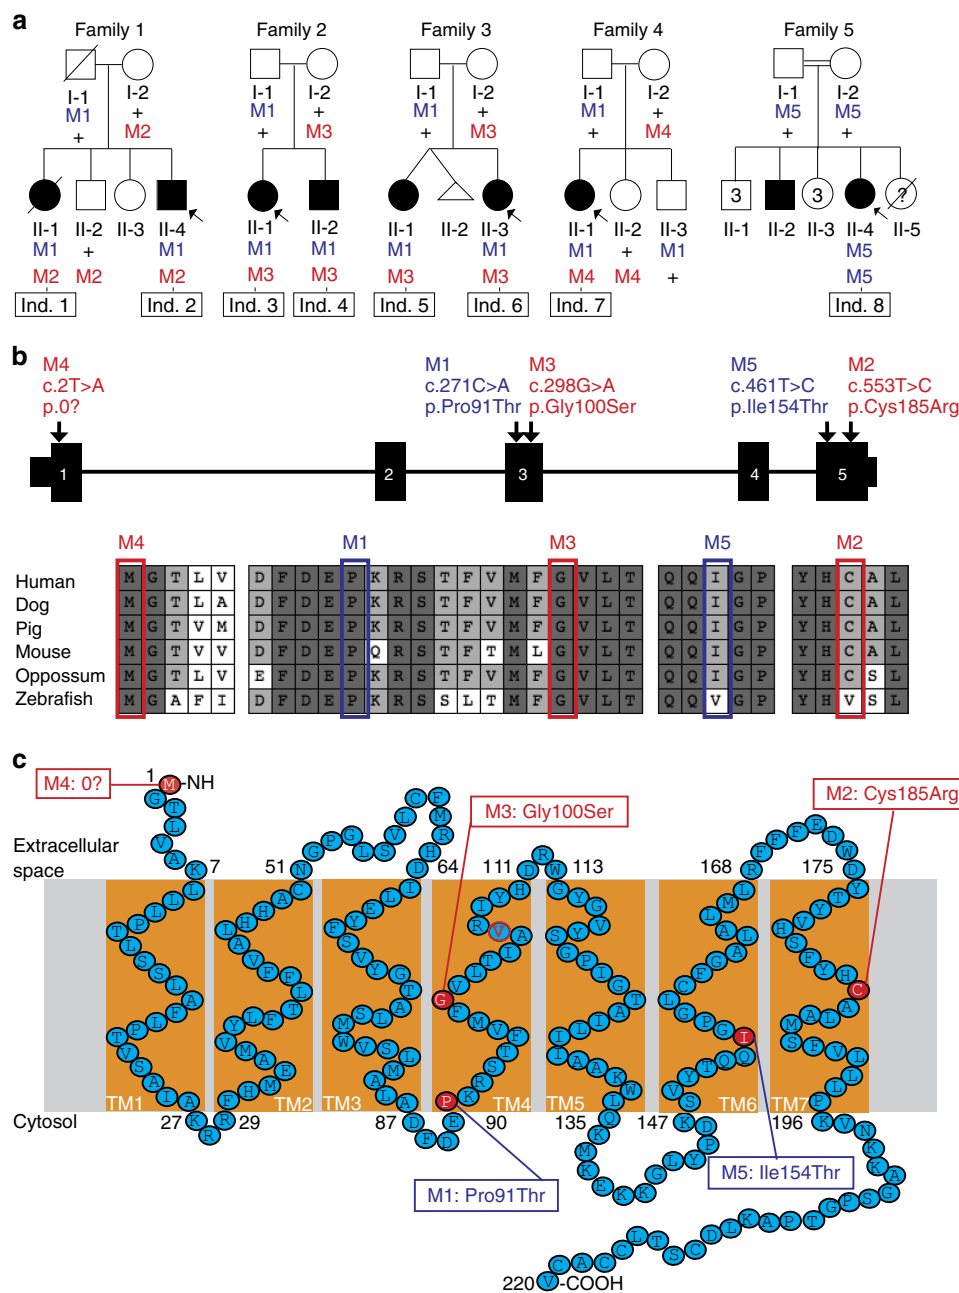 a
Family 1 Family 2 Family 3 Family 4 Family 5
I-1 I-2 I-1 I-2 I-1 I-2 I-1 I-2 I-1 I-2
M1 + M1 + M1 + M1 + M5 M5
+ M2 + M3 + M3 + M4 + +
3 3 ?
II-1 II-2 II-3 II-4 II-1 II-2 II-1 II-2 II-3 II-1 II-2 II-3 II-1 II-2 II-3 II-4 II-5
M1 + M1 M1 M1 M1 M1 M1 + M1 M5
M2 M2 M2 M3 M3 M3 M3 M4 M4 + M5
Ind. 1 Ind. 2 Ind. 3 Ind. 4 Ind. 5 Ind. 6 Ind. 7 Ind. 8
b
M4 M1 M3 M5 M2
c.2T>A c.271C>A c.298G>A c.461T>C c.553T>C
p.0? p.Pro91Thr p.Gly100Ser p.Ile154Thr p.Cys185Arg
1 2 3 4 5
M4 M1 M3 M5 M2
Human M G T L V D F D E P K R S T F V M F G V L T Q Q I G P Y H C A L
Dog M G T L A D F D E P K R S T F V M F G V L T Q Q I G P Y H C A L
Pig M G T V M D F D E P K R S T F V M F G V L T Q Q I G P Y H C A L
Mouse M G T V V D F D E P Q R S T F T M L G V L T Q Q I G P Y H C A L
Oppossum M G T L V E F D E P K R S T F V M F G V L T Q Q I G P Y H C S L
Zebrafish M G A F I D F D E P K R S S L T M F G V L T Q Q V G P Y H V S L
c
M4: 0? 1 M -NH
M3: Gly100Ser
M2: Cys185Arg
Extracellular
space
7 51 64 111 113 168 175
TM1 TM2 TM3 TM4 TM5 TM6 TM7
Cytosol
27 29 87 90 135 147 196
M1: Pro91Thr
M5: Ile154Thr
220 V -COOH